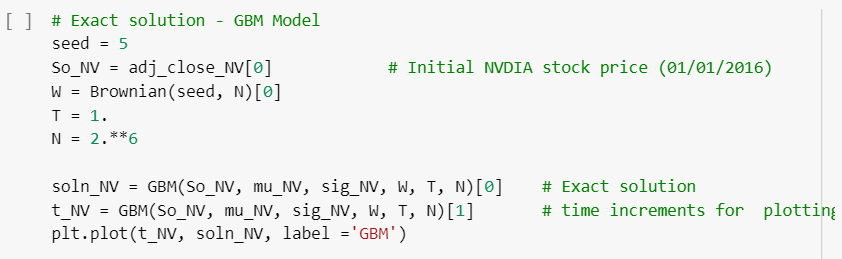 [ ] # Exact solution - GBM Model
seed = 5
So_NV = adj_close_NV[0] # Initial NVDIA stock price (01/01/2016)
W = Brownian(seed, N)[0]
T = 1.
N = 2.**6
soln_NV = GBM(So_NV, mu_NV, sig_NV, W, T, N)[0] # Exact solution
t_NV = GBM(So_NV, mu_NV, sig_NV, W, T, N)[1] # time increments for plotting
plt.plot(t_NV, soln_NV, label ='GBM')